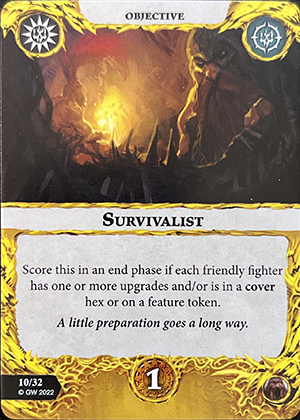 OBJECTIVE
SURVIVALIST
Score this in an end phase if each friendly fighter
has one or more upgrades and/or is in a cover
hex or on a feature token.
A little preparation goes a long way.
10/32
© GW 2022
1